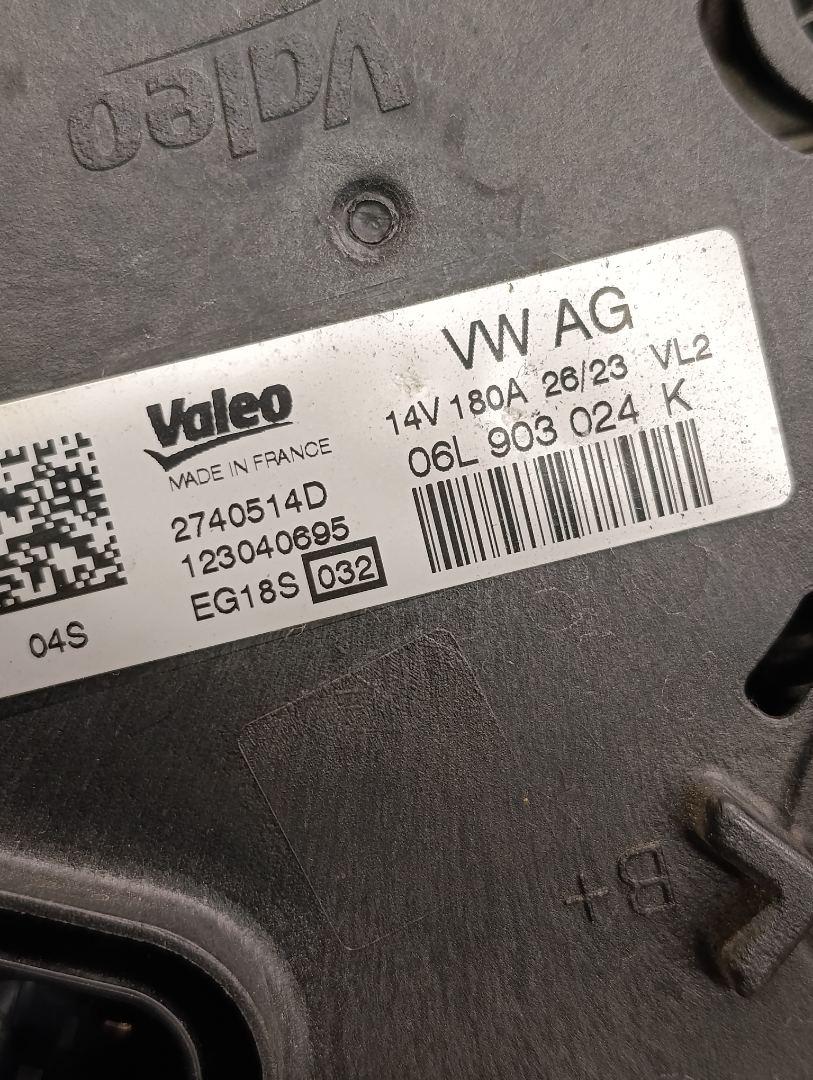 Valeo
VW AG
14V 180A 26/23 VL2
06L 903 024 K
Valeo
MADE IN FRANCE
2740514D
123040695
EG18S 032
04S
B+